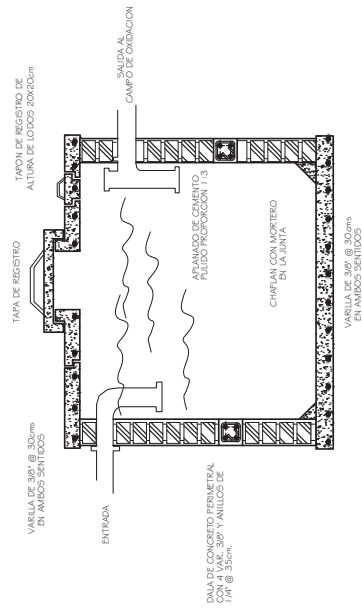 TAPON DE REGISTRO DE
ALTURA DE LODOS 20X20cm
TAPA DE REGISTRO
VARILLA DE 3/8" @ 30cms
EN AMBOS SENTIDOS
SALIDA AL
CAMPO DE OXIDACION
ENTRADA
APLANADO DE CEMENTO
PULIDO PROPORCION 1:3
CHAFLAN CON MORTERO
EN LA JUNTA
DALA DE CONCRETO PERIMETRAL
CON 4 VAR. 3/8" Y ANILLOS DE
1/4" @ 35cm.
VARILLA DE 3/8" @ 30cms
EN AMBOS SENTIDOS